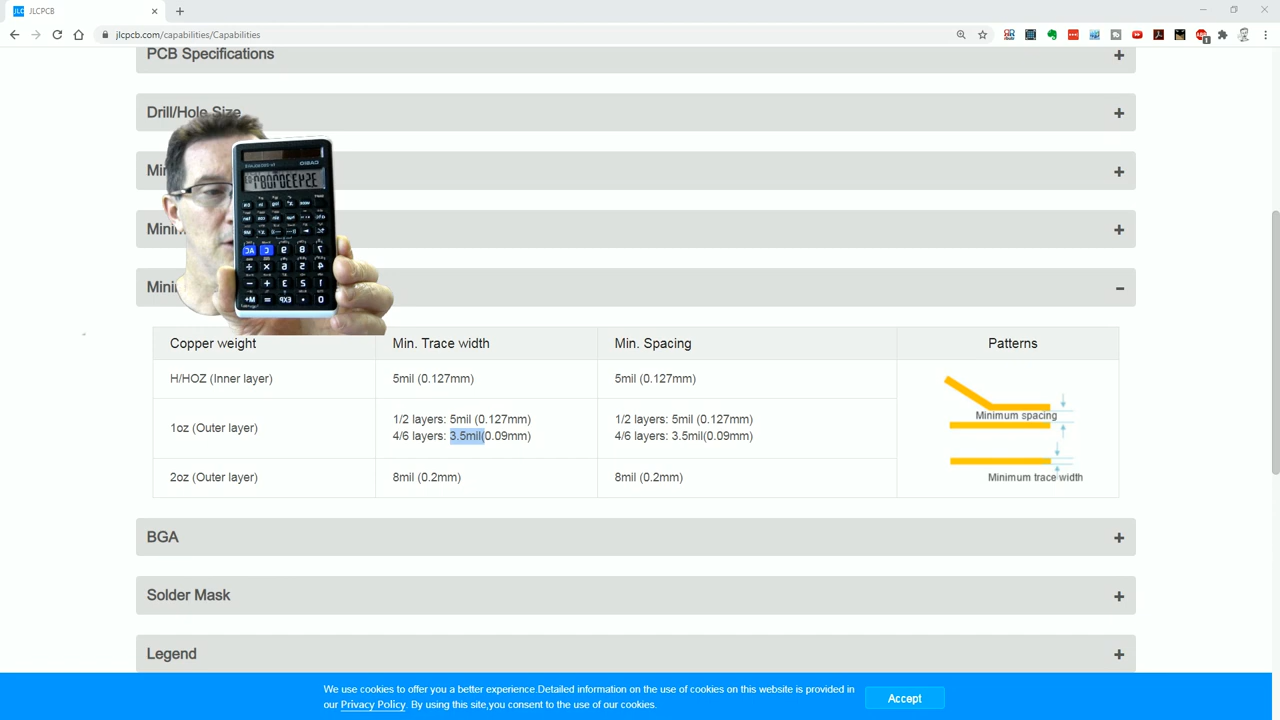 JLC JLCPCB
jlcpcb.com/capabilities/Capabilities
PCB Specifications
Drill/Hole Size
Copper weight Min. Trace width Min. Spacing Patterns
H/HOZ (Inner layer) 5mil (0.127mm) 5mil (0.127mm)
1oz (Outer layer) 1/2 layers: 5mil (0.127mm) 1/2 layers: 5mil (0.127mm)
4/6 layers: 3.5mil(0.09mm) 4/6 layers: 3.5mil(0.09mm)
Minimum spacing
2oz (Outer layer) 8mil (0.2mm) 8mil (0.2mm) Minimum trace width
BGA
Solder Mask
Legend
We use cookies to offer you a better experience.Detailed information on the use of cookies on this website is provided in
our Privacy Policy. By using this site,you consent to the use of our cookies.
Accept